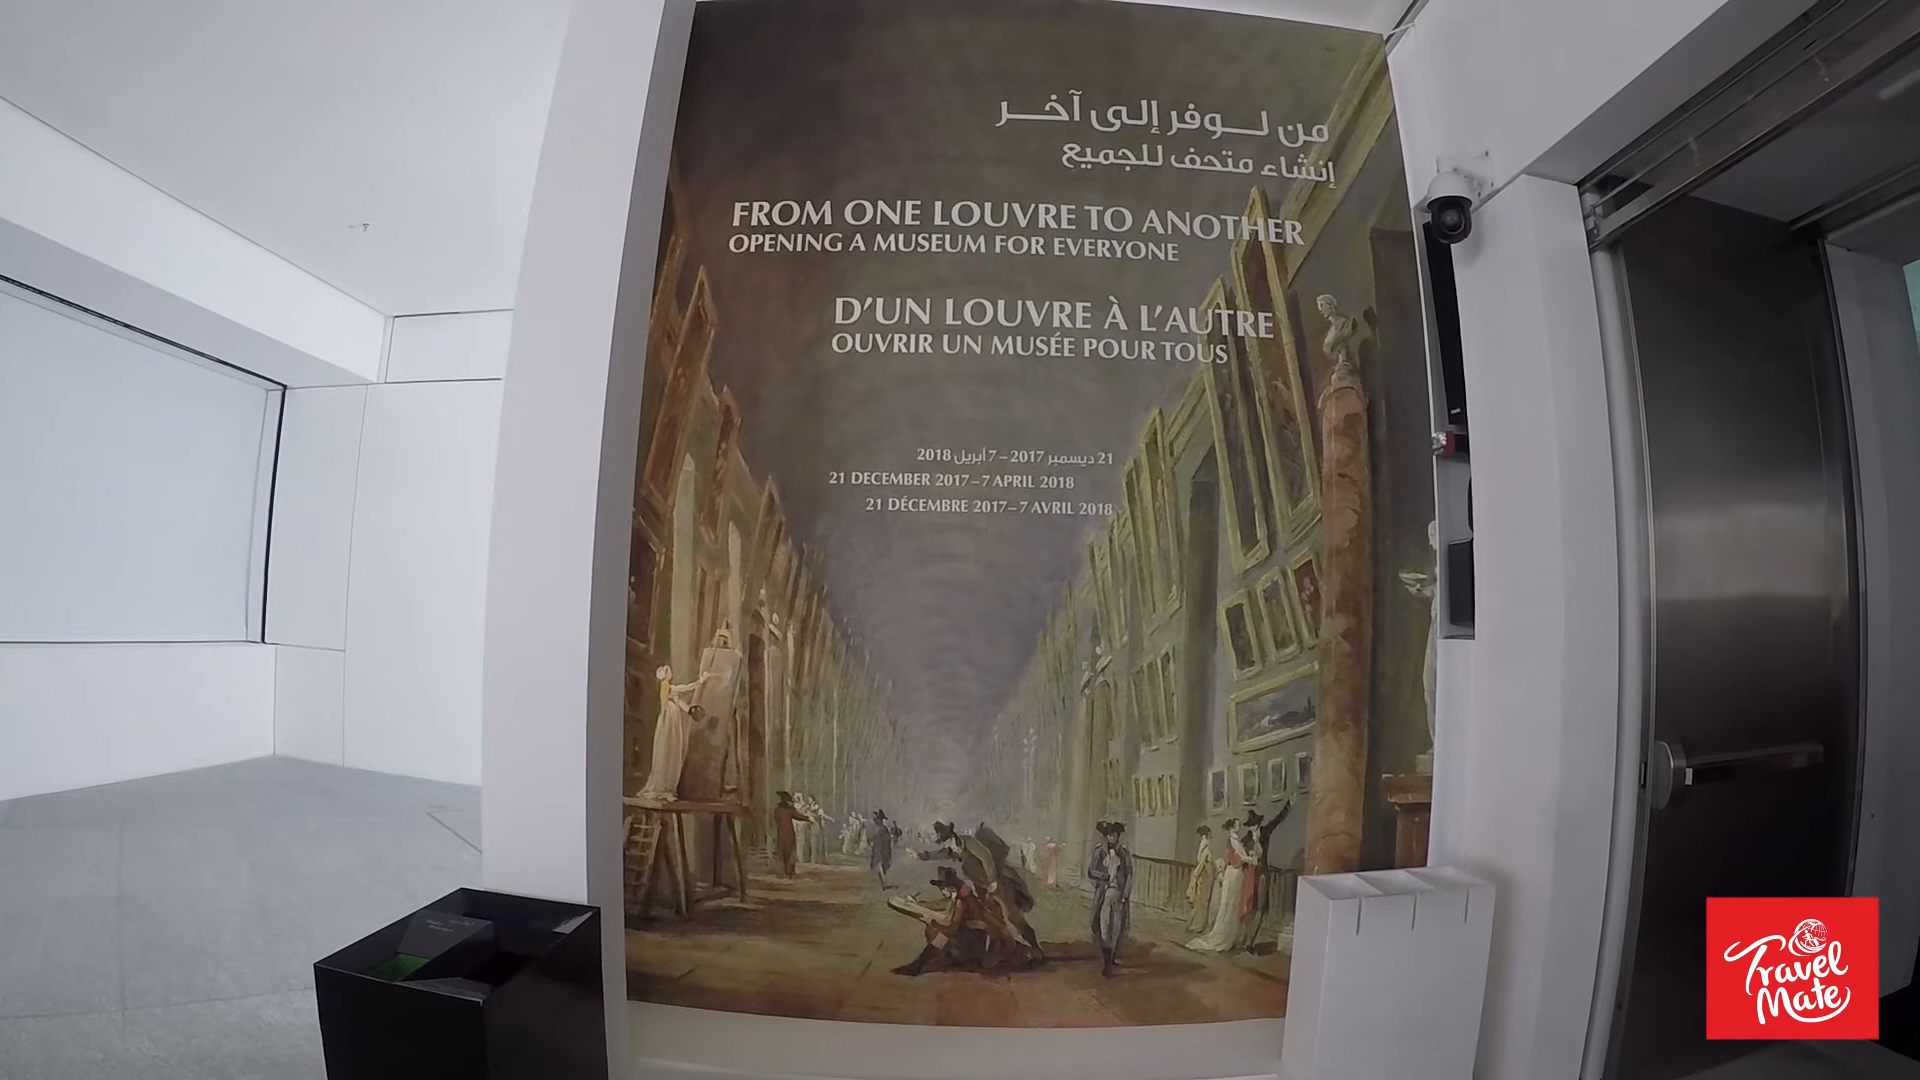 من لوفر إلى آخر
إنشاء متحف للجميع
FROM ONE LOUVRE TO ANOTHER
OPENING A MUSEUM FOR EVERYONE
D'UN LOUVRE À L'AUTRE
OUVRIR UN MUSÉE POUR TOUS
21 ديسمبر 2017 – 7 أبريل 2018
21 DECEMBER 2017–7 APRIL 2018
21 DÉCEMBRE 2017–7 AVRIL 2018
Travel
Mate